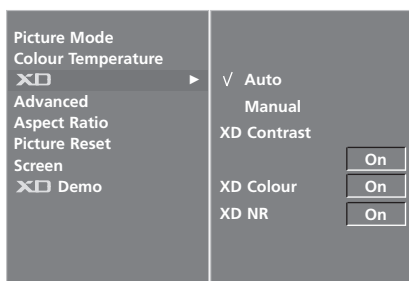 Picture Mode
Colour Temperature
XD ►
Advanced
Aspect Ratio
Picture Reset
Screen
XD Demo
√ Auto
Manual
XD Contrast
On
XD Colour On
XD NR On